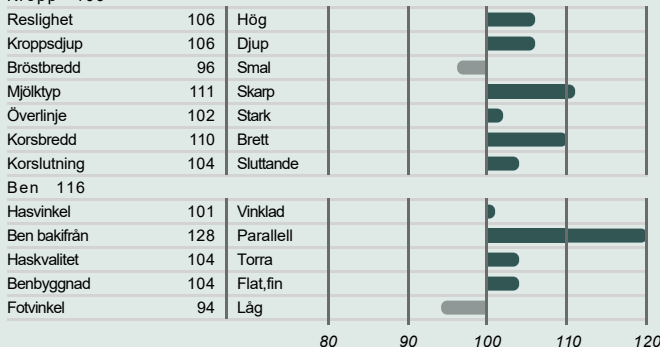 Reslighet 106 Hög
Kroppsdjup 106 Djup
Bröstbredd 96 Smal
Mjölktyp 111 Skarp
Överlinje 102 Stark
Korsbredd 110 Brett
Korslutning 104 Sluttande
Ben 116
Hasvinkel 101 Vinklad
Ben bakifrån 128 Parallell
Haskvalitet 104 Torra
Benbyggnad 104 Flat,fin
Fotvinkel 94 Låg
80 90 100 110 120